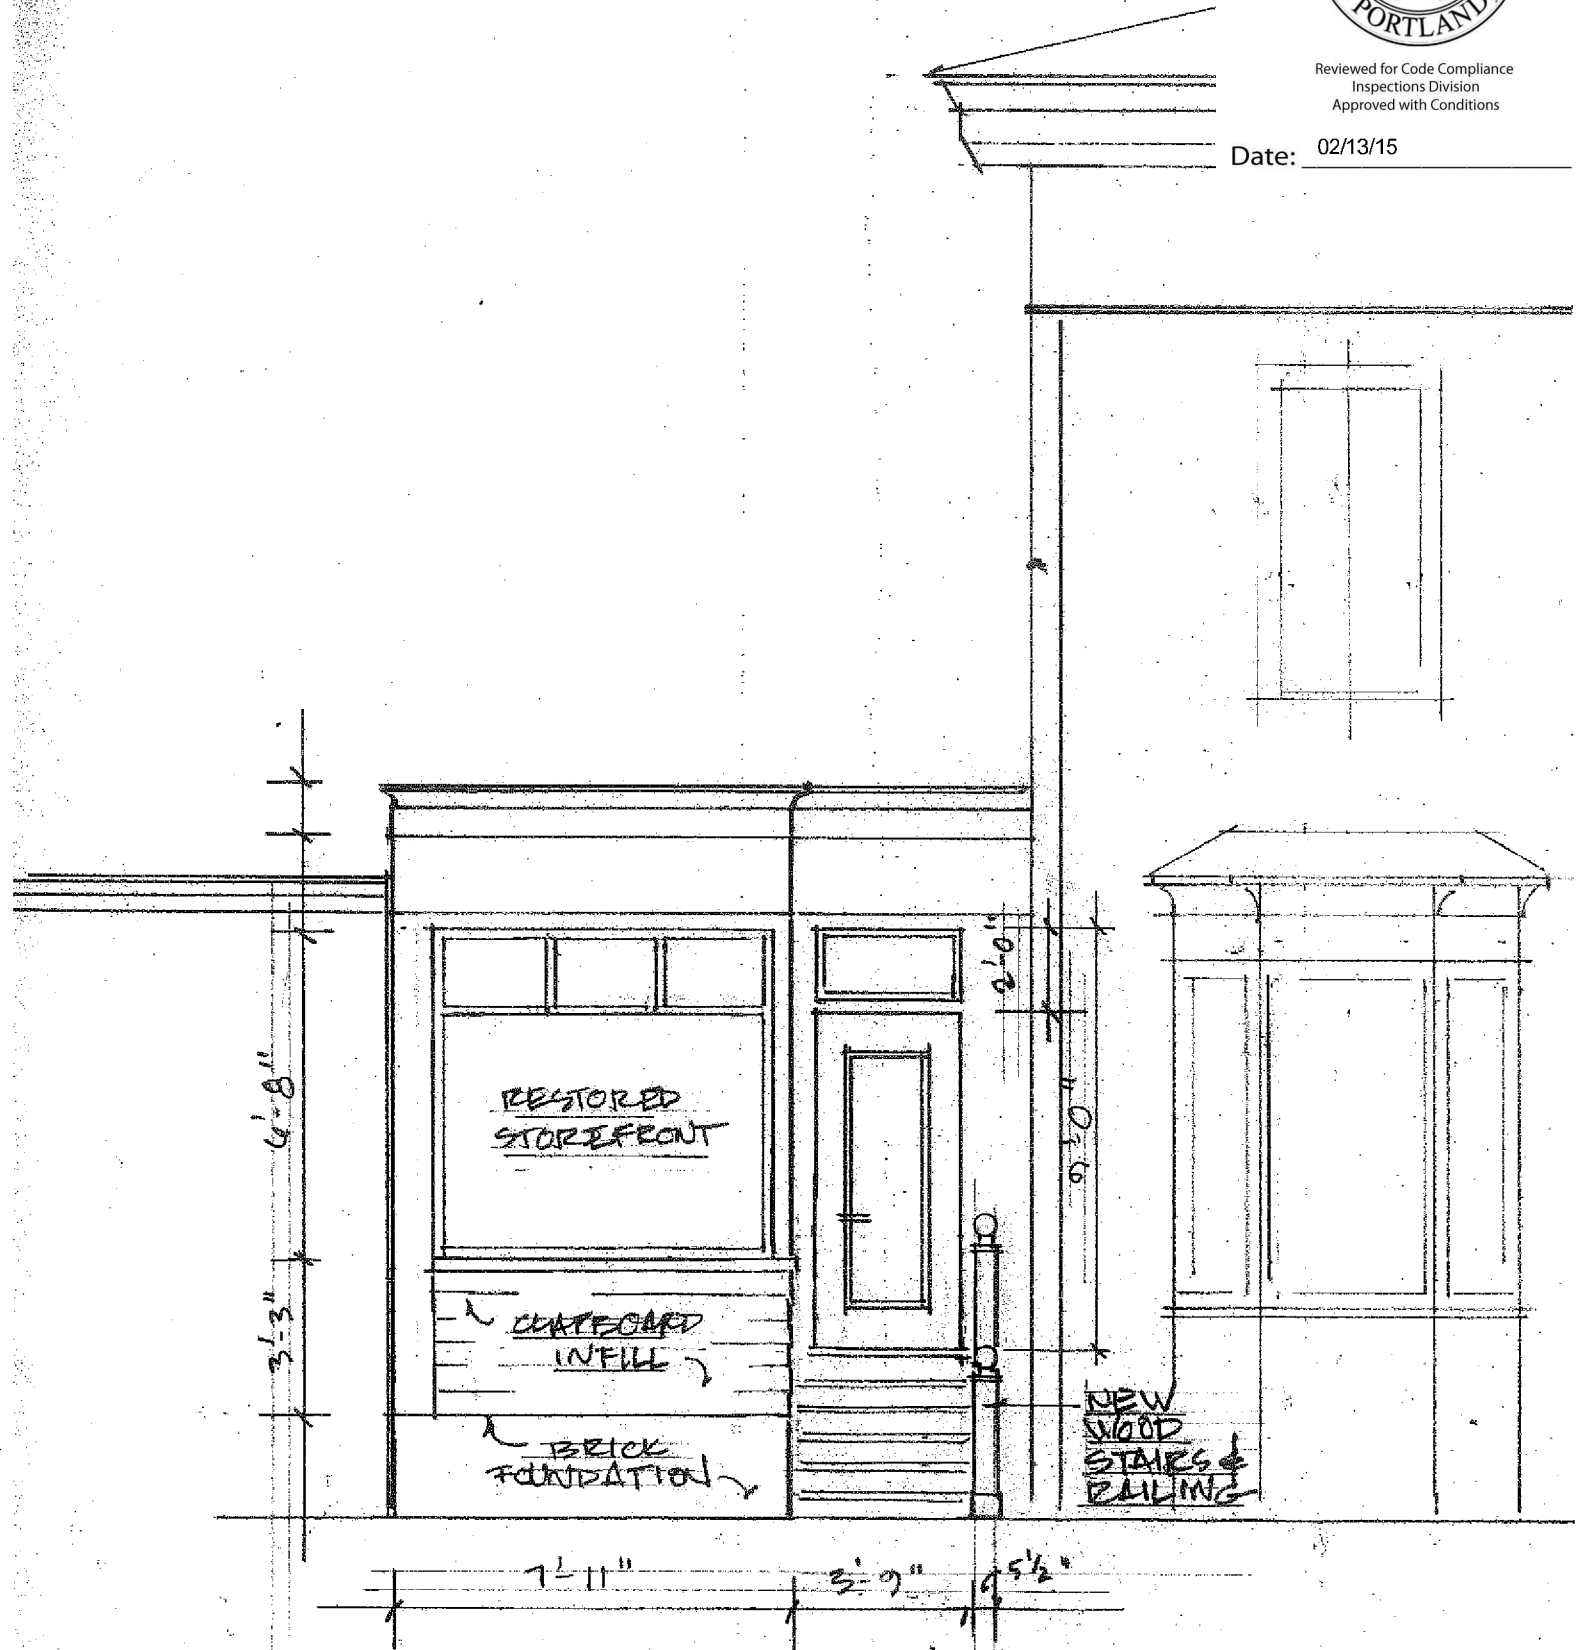 PORTLAND
Reviewed for Code Compliance
Inspections Division
Approved with Conditions
Date: 02/13/15
2'-0"
6'-8"
RESTORED
STOREFRONT
9'-0"
3'-3"
CLAPBOARD
INFILL
NEW
WOOD
STAIRS &
RAILING
BRICK
FOUNDATION
7'-11"
3'-9"
5½"